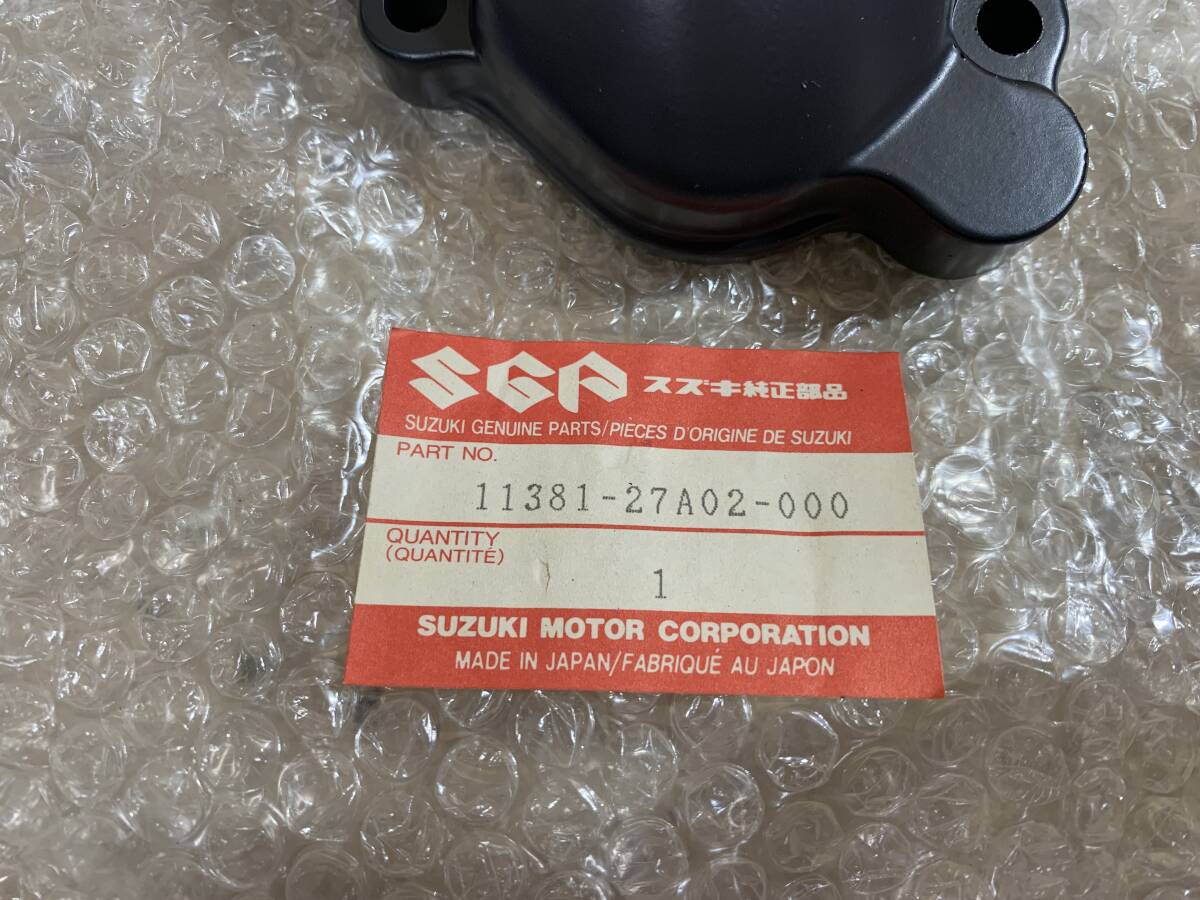 SGP スズキ純正部品
SUZUKI GENUINE PARTS/PIECES D'ORIGINE DE SUZUKI
PART NO.
11381-27A02-000
QUANTITY
(QUANTITÉ)
1
SUZUKI MOTOR CORPORATION
MADE IN JAPAN/FABRIQUÉ AU JAPON